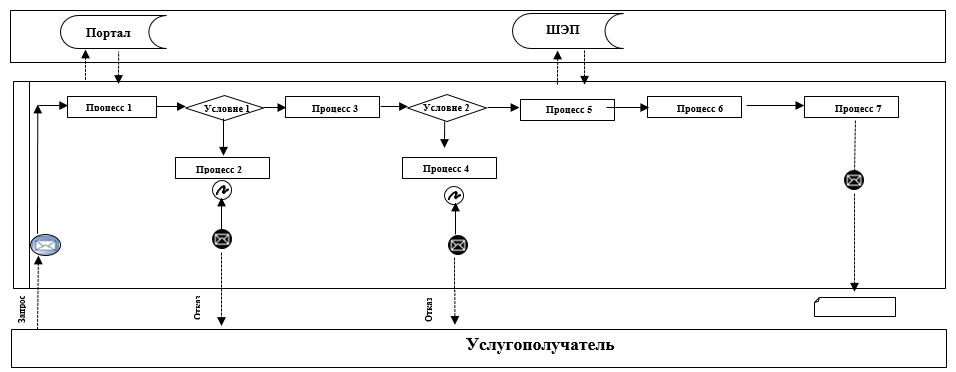 Портал
ШЭП
Процесс 1
Условие 1
Процесс 3
Условие 2
Процесс 5
Процесс 6
Процесс 7
Процесс 2
Процесс 4
Запрос
Отказ
Отказ
Услугополучатель